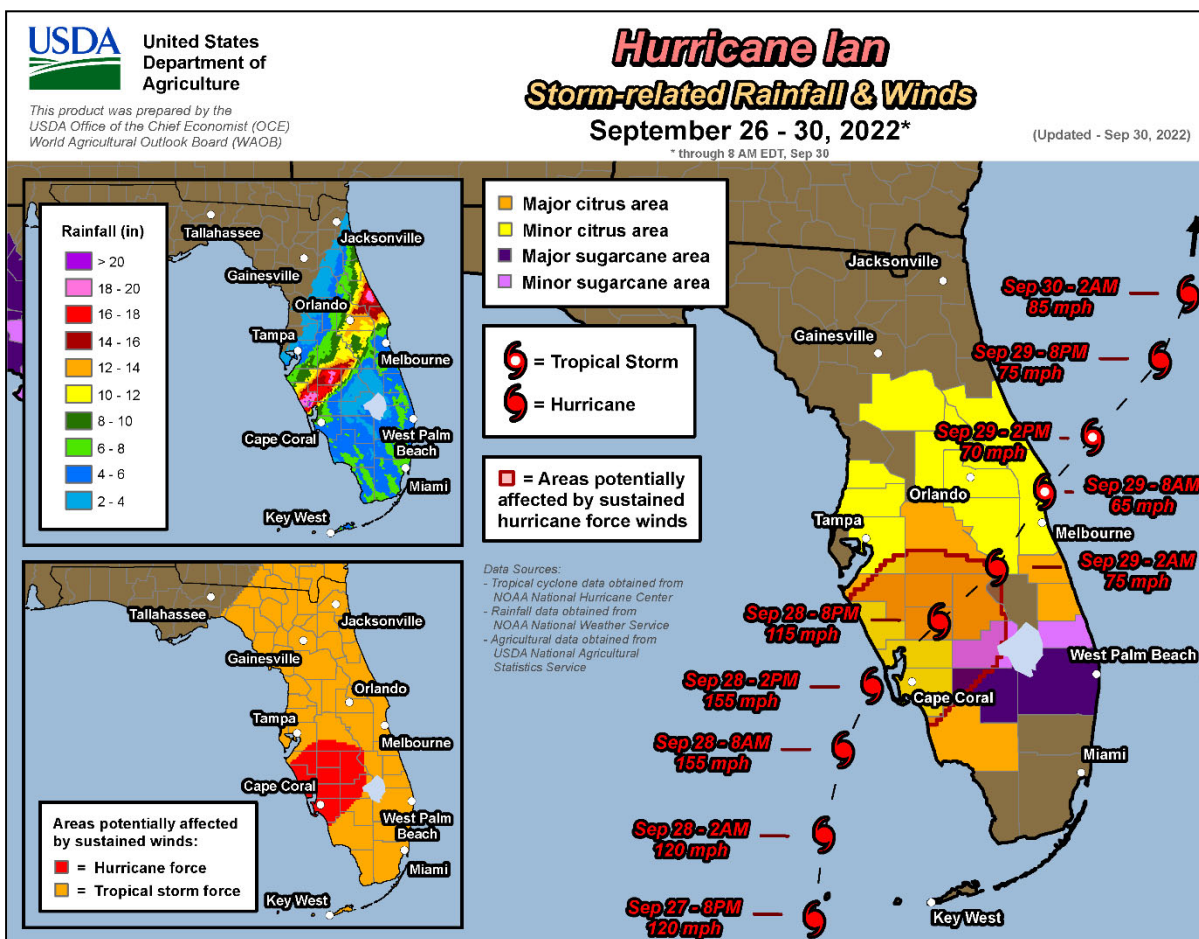 USDA
United States
Department of
Agriculture
This product was prepared by the
USDA Office of the Chief Economist (OCE)
World Agricultural Outlook Board (WAOB)
Hurricane Ian
Storm-related Rainfall & Winds
September 26 - 30, 2022*
* through 8 AM EDT, Sep 30
(Updated - Sep 30, 2022)
Rainfall (in)
> 20
18 - 20
16 - 18
14 - 16
12 - 14
10 - 12
8 - 10
6 - 8
4 - 6
2 - 4
Tallahassee
Jacksonville
Gainesville
Orlando
Tampa
Melbourne
Cape Coral
West Palm
Beach
Miami
Key West
Major citrus area
Minor citrus area
Major sugarcane area
Minor sugarcane area
= Tropical Storm
= Hurricane
= Areas potentially
affected by sustained
hurricane force winds
Data Sources:
- Tropical cyclone data obtained from
NOAA National Hurricane Center
- Rainfall data obtained from
NOAA National Weather Service
- Agricultural data obtained from
USDA National Agricultural
Statistics Service
Tallahassee
Jacksonville
Gainesville
Orlando
Tampa
Melbourne
Cape Coral
West Palm
Beach
Miami
Key West
Areas potentially affected
by sustained winds:
= Hurricane force
= Tropical storm force
Jacksonville
Gainesville
Orlando
Tampa
Melbourne
Cape Coral
West Palm Beach
Miami
Key West
Sep 30 - 2AM
85 mph
Sep 29 - 8PM
75 mph
Sep 29 - 2PM
70 mph
Sep 29 - 8AM
65 mph
Sep 29 - 2AM
75 mph
Sep 28 - 8PM
115 mph
Sep 28 - 2PM
155 mph
Sep 28 - 8AM
155 mph
Sep 28 - 2AM
120 mph
Sep 27 - 8PM
120 mph